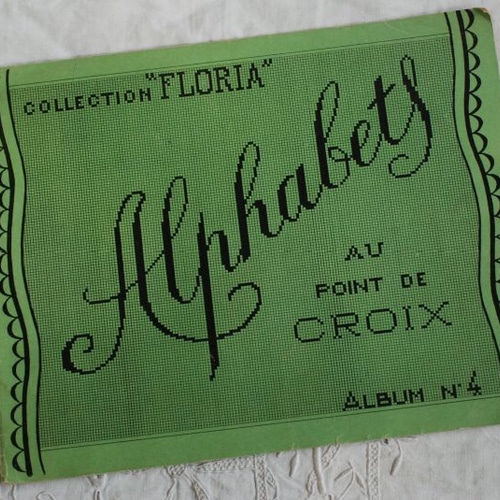 COLLECTION "FLORIA"
Alphabets
AU
POINT DE
CROIX
ALBUM N°4